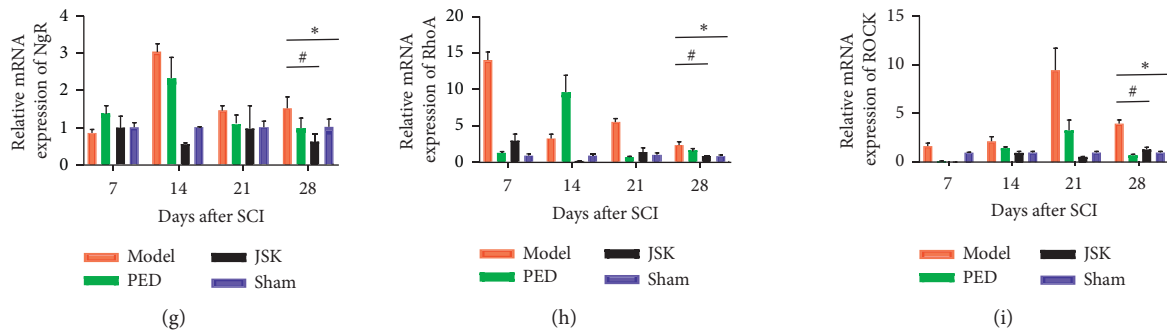 Relative mRNA
expression of NgR
4
3
2
1
0
*
#
7 14 21 28
Days after SCI
Model JSK
PED Sham
(g)
Relative mRNA
expression of RhoA
20
15
10
5
0
*
#
7 14 21 28
Days after SCI
Model JSK
PED Sham
(h)
Relative mRNA
expression of ROCK
15
10
5
0
*
#
7 14 21 28
Days after SCI
Model JSK
PED Sham
(i)